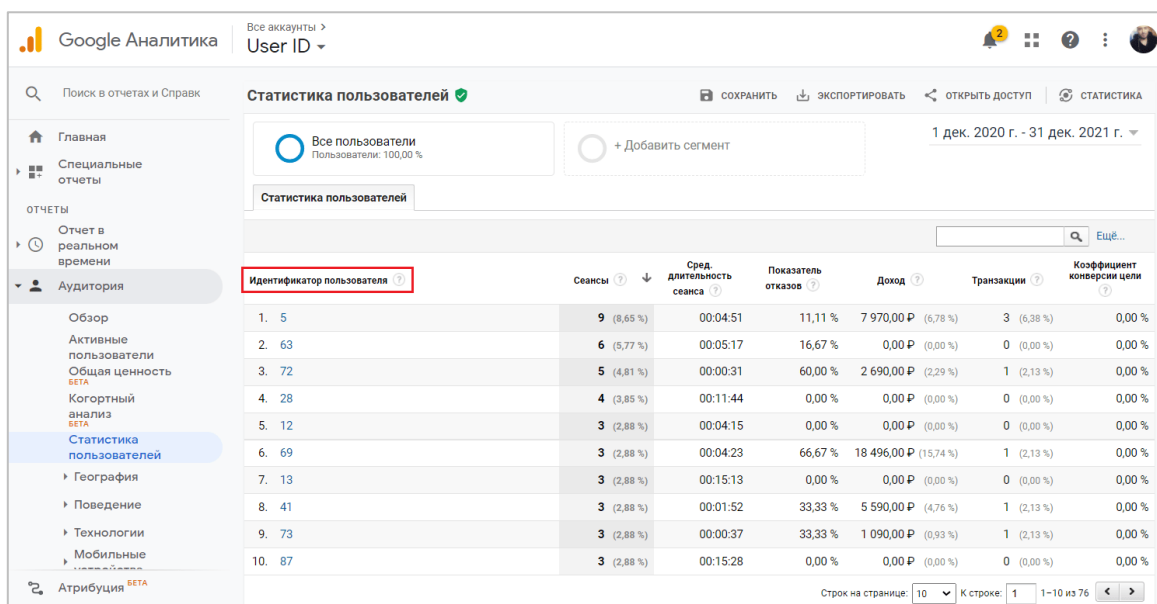 Google Аналитика
Все аккаунты >
User ID
2
Поиск в отчетах и Справк
Главная
Специальные
отчеты
ОТЧЕТЫ
Отчет в
реальном
времени
Аудитория
Обзор
Активные
пользователи
Общая ценность
БЕТА
Когортный
анализ
БЕТА
Статистика
пользователей
География
Поведение
Технологии
Мобильные
Атрибуция БЕТА
Статистика пользователей
СОХРАНИТЬ
ЭКСПОРТИРОВАТЬ
ОТКРЫТЬ ДОСТУП
СТАТИСТИКА
Все пользователи
Пользователи: 100,00 %
+ Добавить сегмент
1 дек. 2020 г. - 31 дек. 2021 г.
Статистика пользователей
Ещё...
Идентификатор пользователя ?
Сеансы ?
Сред.
длительность
сеанса ?
Показатель
отказов ?
Доход ?
Транзакции ?
Коэффициент
конверсии цели
?
1. 5 9 (8,65 %) 00:04:51 11,11 % 7 970,00 ₽ (6,78 %) 3 (6,38 %) 0,00 %
2. 63 6 (5,77 %) 00:05:17 16,67 % 0,00 ₽ (0,00 %) 0 (0,00 %) 0,00 %
3. 72 5 (4,81 %) 00:00:31 60,00 % 2 690,00 ₽ (2,29 %) 1 (2,13 %) 0,00 %
4. 28 4 (3,85 %) 00:11:44 0,00 % 0,00 ₽ (0,00 %) 0 (0,00 %) 0,00 %
5. 12 3 (2,88 %) 00:04:15 0,00 % 0,00 ₽ (0,00 %) 0 (0,00 %) 0,00 %
6. 69 3 (2,88 %) 00:04:23 66,67 % 18 496,00 ₽ (15,74 %) 1 (2,13 %) 0,00 %
7. 13 3 (2,88 %) 00:15:13 0,00 % 0,00 ₽ (0,00 %) 0 (0,00 %) 0,00 %
8. 41 3 (2,88 %) 00:01:52 33,33 % 5 590,00 ₽ (4,76 %) 1 (2,13 %) 0,00 %
9. 73 3 (2,88 %) 00:00:37 33,33 % 1 090,00 ₽ (0,93 %) 1 (2,13 %) 0,00 %
10. 87 3 (2,88 %) 00:15:28 0,00 % 0,00 ₽ (0,00 %) 0 (0,00 %) 0,00 %
Строк на странице: 10 К строке: 1 1–10 из 76